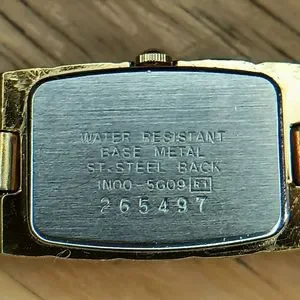 WATER RESISTANT
BASE METAL
ST. STEEL BACK
1N00-5G09 R1
265497